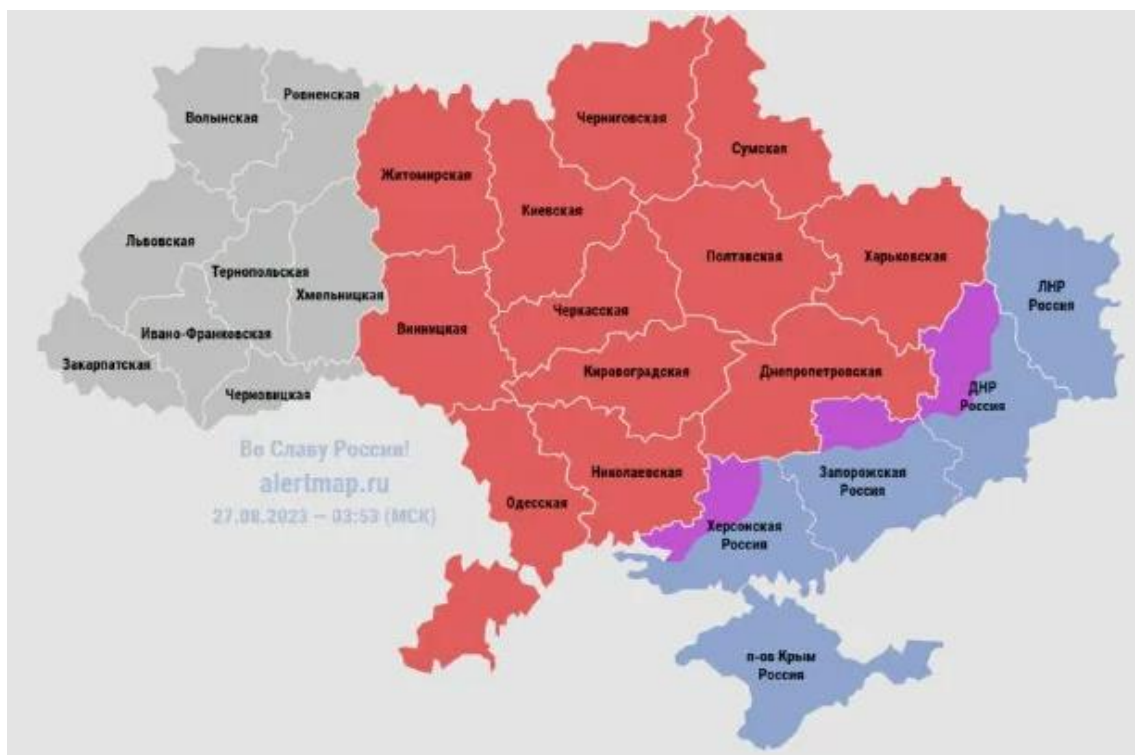 Волынская
Ровненская
Житомирская
Киевская
Черниговская
Сумская
Львовская
Тернопольская
Хмельницкая
Полтавская
Харьковская
ЛНР
Россия
Закарпатская
Ивано-Франковская
Черновицкая
Винницкая
Черкасская
Кировоградская
Днепропетровская
ДНР
Россия
Во Славу России!
alertmap.ru
27.08.2023 – 03:53 (МСК)
Одесская
Николаевская
Запорожская
Россия
Херсонская
Россия
п-ов Крым
Россия